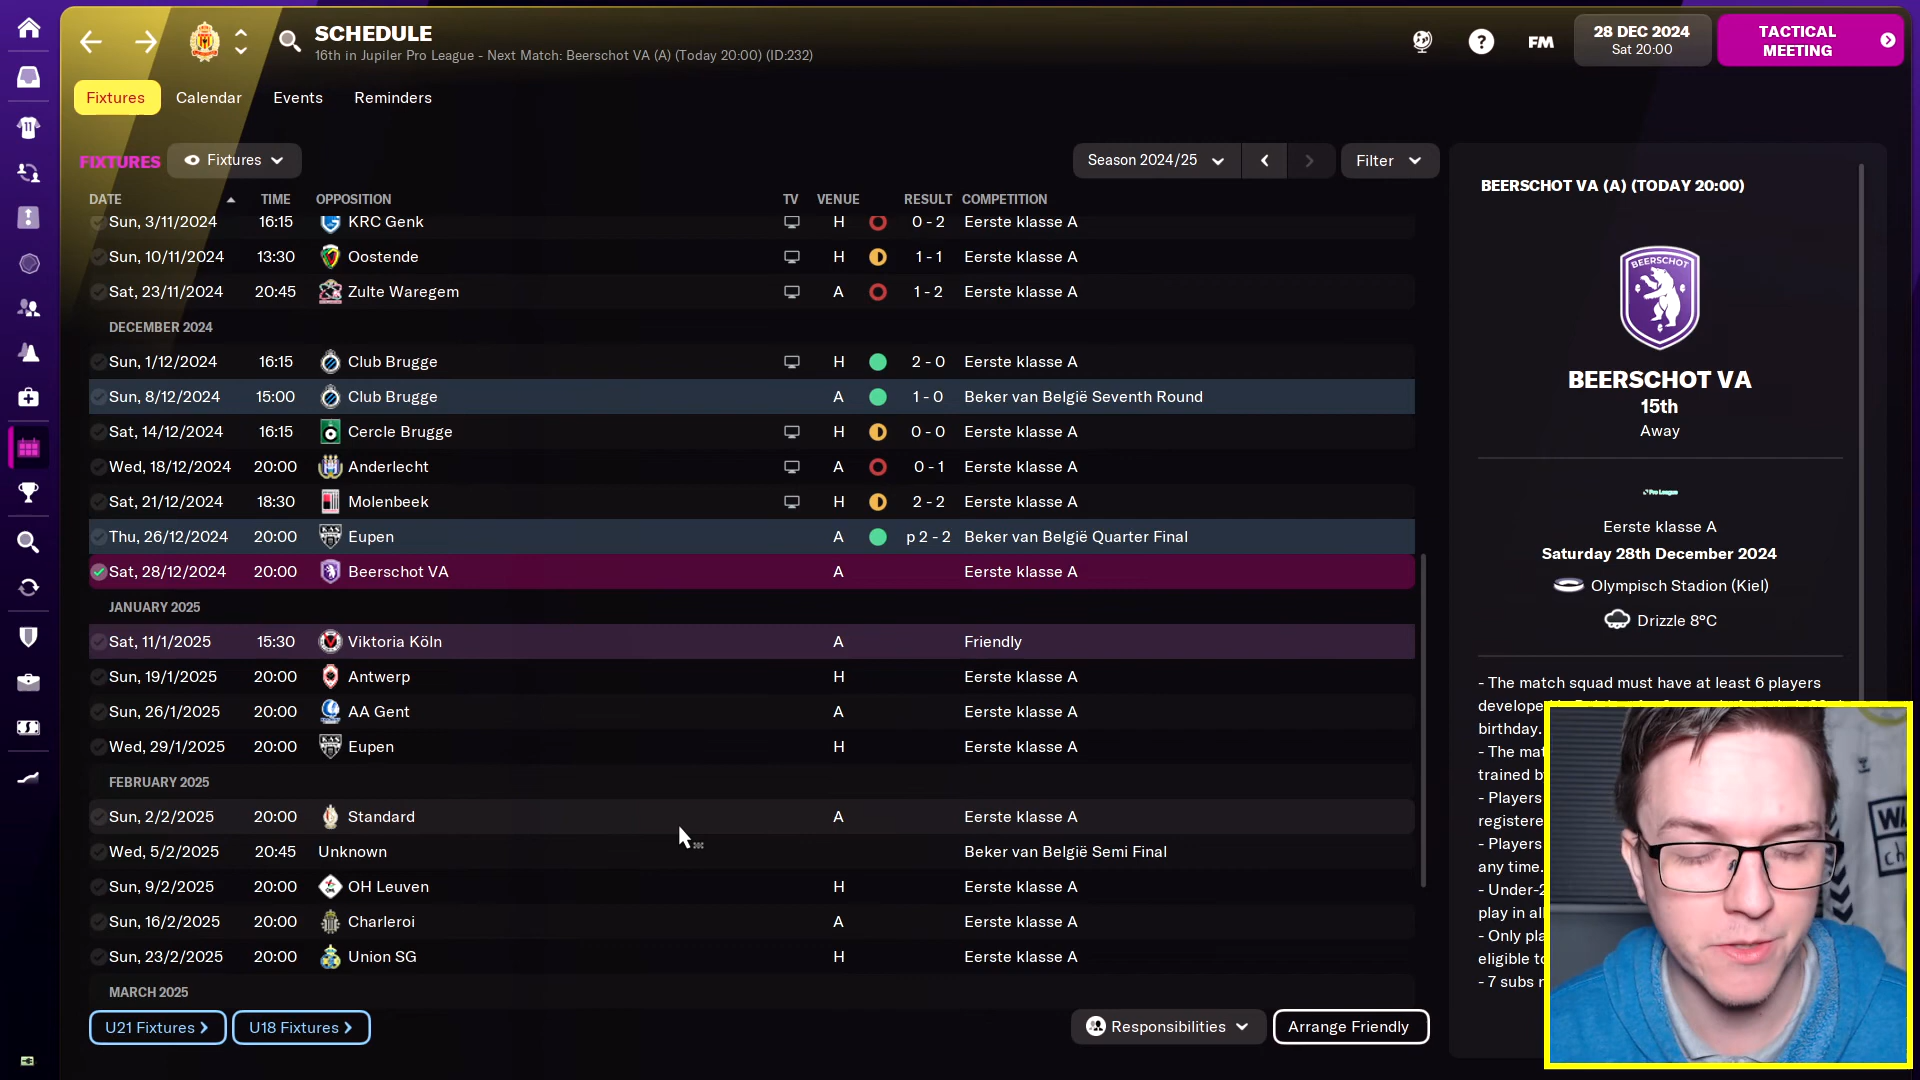 SCHEDULE
16th in Jupiler Pro League - Next Match: Beerschot VA (A) (Today 20:00) (ID:232)
FM
28 DEC 2024
Sat 20:00
TACTICAL
MEETING
Fixtures Calendar Events Reminders
FIXTURES Fixtures Season 2024/25 Filter
DATE TIME OPPOSITION TV VENUE RESULT COMPETITION
Sun, 3/11/2024 16:15 KRC Genk H 0 - 2 Eerste klasse A
Sun, 10/11/2024 13:30 Oostende H 1 - 1 Eerste klasse A
Sat, 23/11/2024 20:45 Zulte Waregem A 1 - 2 Eerste klasse A
DECEMBER 2024
Sun, 1/12/2024 16:15 Club Brugge H 2 - 0 Eerste klasse A
Sun, 8/12/2024 15:00 Club Brugge A 1 - 0 Beker van België Seventh Round
Sat, 14/12/2024 16:15 Cercle Brugge H 0 - 0 Eerste klasse A
Wed, 18/12/2024 20:00 Anderlecht A 0 - 1 Eerste klasse A
Sat, 21/12/2024 18:30 Molenbeek H 2 - 2 Eerste klasse A
Thu, 26/12/2024 20:00 Eupen A p 2 - 2 Beker van België Quarter Final
Sat, 28/12/2024 20:00 Beerschot VA A Eerste klasse A
JANUARY 2025
Sat, 11/1/2025 15:30 Viktoria Köln A Friendly
Sun, 19/1/2025 20:00 Antwerp H Eerste klasse A
Sun, 26/1/2025 20:00 AA Gent A Eerste klasse A
Wed, 29/1/2025 20:00 Eupen H Eerste klasse A
FEBRUARY 2025
Sun, 2/2/2025 20:00 Standard A Eerste klasse A
Wed, 5/2/2025 20:45 Unknown Beker van België Semi Final
Sun, 9/2/2025 20:00 OH Leuven H Eerste klasse A
Sun, 16/2/2025 20:00 Charleroi A Eerste klasse A
Sun, 23/2/2025 20:00 Union SG H Eerste klasse A
MARCH 2025
U21 Fixtures U18 Fixtures Responsibilities Arrange Friendly
BEERSCHOT VA (A) (TODAY 20:00)
BEERSCHOT
BEERSCHOT VA
15th
Away
Pro League
Eerste klasse A
Saturday 28th December 2024
Olympisch Stadion (Kiel)
Drizzle 8°C
- The match squad must have at least 6 players
birthday.
- The
trained
- Players
- Players
any time.
play in
- Only
eligible
- 7 subs